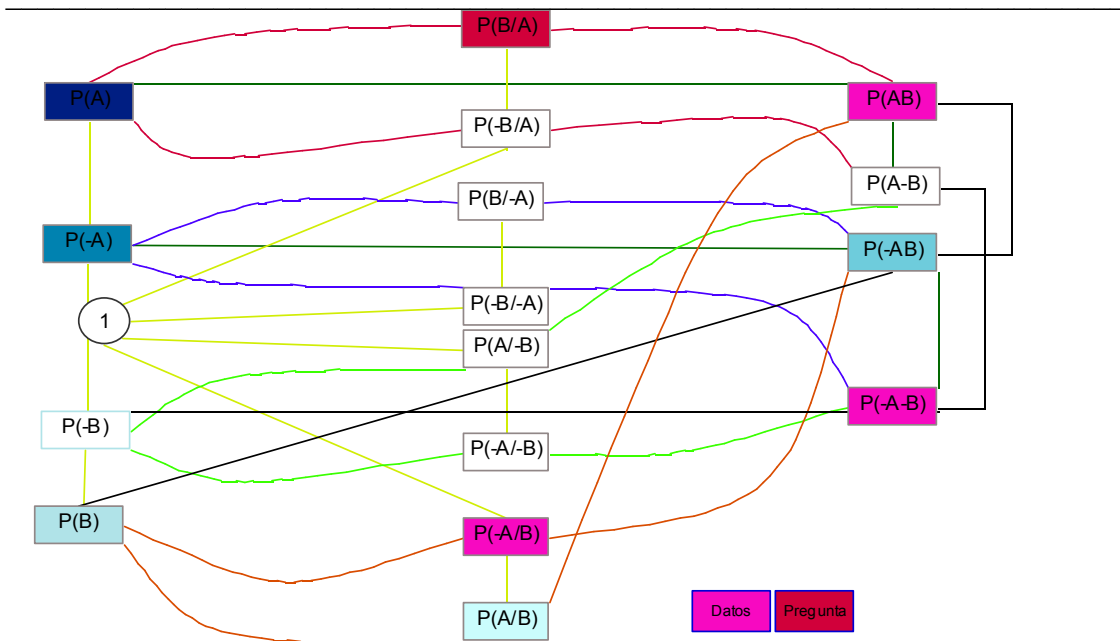 P(B/A)
P(A)
P(AB)
P(-B/A)
P(A-B)
P(B/-A)
P(-A)
P(-AB)
P(-B/-A)
1
P(A/-B)
P(-A-B)
P(-B)
P(-A/-B)
P(B)
P(-A/B)
P(A/B)
Datos
Pregunta